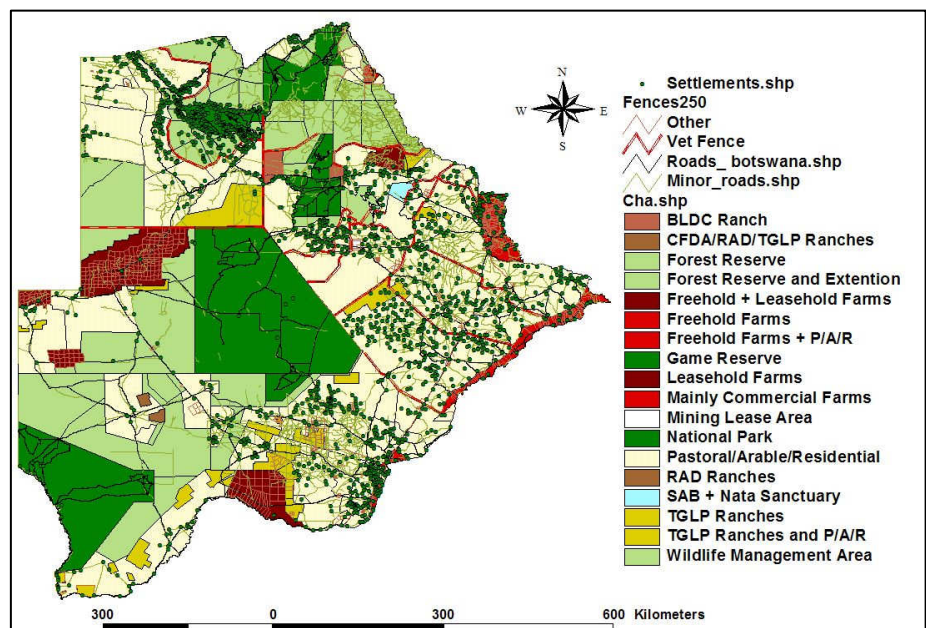 N
W E
S
Settlements.shp
Fences250
Other
Vet Fence
Roads_ botswana.shp
Minor_roads.shp
Cha.shp
BLDC Ranch
CFDA/RAD/TGLP Ranches
Forest Reserve
Forest Reserve and Extention
Freehold + Leasehold Farms
Freehold Farms
Freehold Farms + P/A/R
Game Reserve
Leasehold Farms
Mainly Commercial Farms
Mining Lease Area
National Park
Pastoral/Arable/Residential
RAD Ranches
SAB + Nata Sanctuary
TGLP Ranches
TGLP Ranches and P/A/R
Wildlife Management Area
300 0 300 600 Kilometers